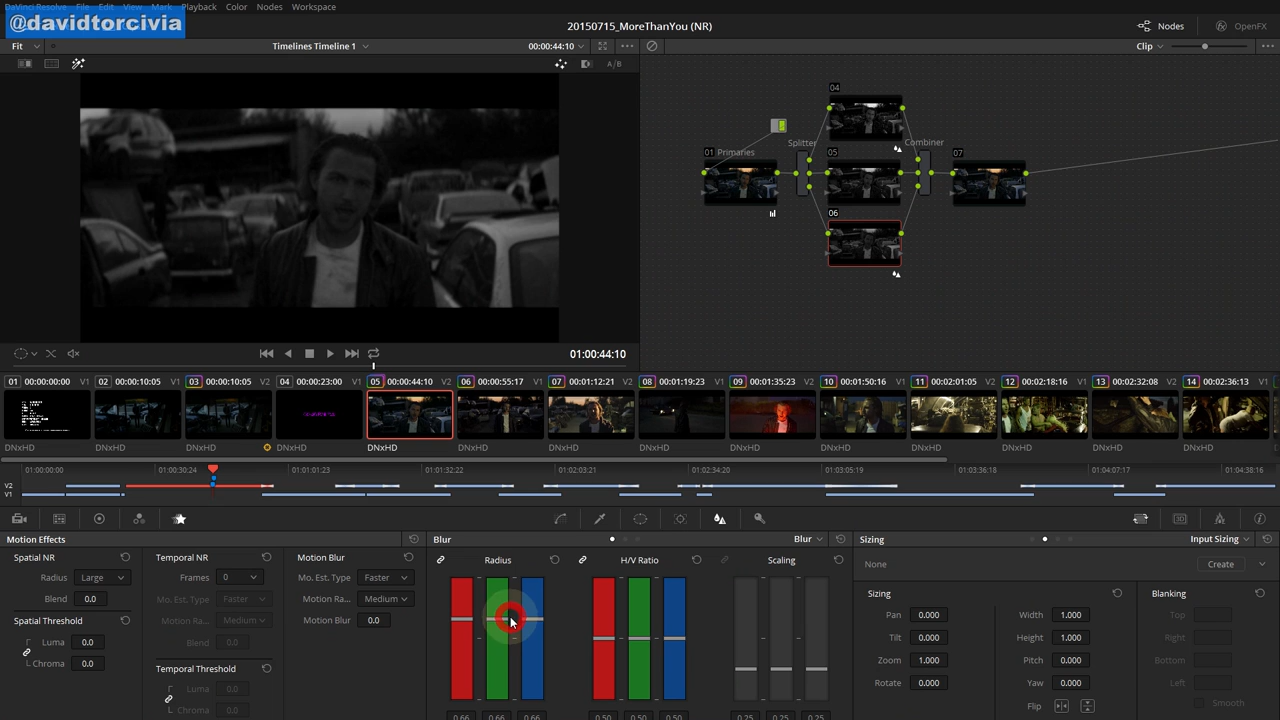 DaVinci Resolve File Edit View Playback Color Nodes Workspace
@davidtorcivia
20150715_MoreThanYou (NR)
Nodes
OpenFX
Fit
Timelines Timeline 1
00:00:44:10
Clip
A/B
04
01 Primaries
Splitter
05
Combiner
07
06
01:00:44:10
01 00:00:00:00 V1
02 00:00:10:05 V1
03 00:00:10:05 V2
04 00:00:23:00 V1
05 00:00:44:10 V2
06 00:00:55:17 V2
07 00:01:12:21 V2
08 00:01:19:23 V1
09 00:01:35:23 V1
10 00:01:50:16 V1
11 00:02:01:05 V2
12 00:02:18:16 V1
13 00:02:32:08 V1
14 00:02:36:13 V1
DNxHD
DNxHD
DNxHD
DNxHD
DNxHD
DNxHD
DNxHD
DNxHD
DNxHD
DNxHD
DNxHD
DNxHD
DNxHD
DNxHD
01:00:00:00
01:00:30:24
01:01:01:23
01:01:32:22
01:02:03:21
01:02:34:20
01:03:05:19
01:03:36:18
01:04:07:17
01:04:38:16
V2
V1
Motion Effects
Spatial NR
Radius Large
Blend 0.0
Spatial Threshold
Luma 0.0
Chroma 0.0
Temporal NR
Frames 0
Mo. Est. Type Faster
Motion Ra... Medium
Blend 0.0
Temporal Threshold
Luma 0.0
Chroma 0.0
Motion Blur
Mo. Est. Type Faster
Motion Ra... Medium
Motion Blur 0.0
Blur
Blur
Radius
0.66 0.66 0.66
H/V Ratio
0.50 0.50 0.50
Scaling
0.25 0.25 0.25
Sizing
Input Sizing
None
Create
Sizing
Pan 0.000
Tilt 0.000
Zoom 1.000
Rotate 0.000
Width 1.000
Height 1.000
Pitch 0.000
Yaw 0.000
Flip
Blanking
Top
Right
Bottom
Left
Smooth